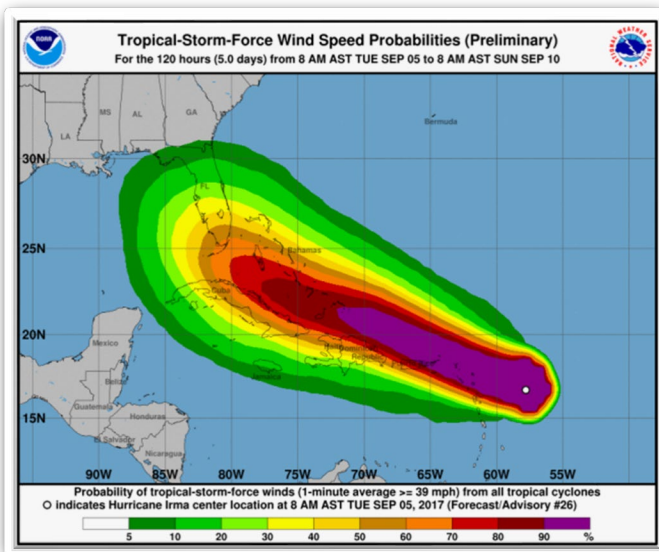 NOAA
Tropical-Storm-Force Wind Speed Probabilities (Preliminary)
For the 120 hours (5.0 days) from 8 AM AST TUE SEP 05 to 8 AM AST SUN SEP 10
MS
AL
GA
LA
Bermuda
30N
FL
25N
Bahamas
Cuba
20N
Mexico
Haiti
Republic
Jamaica
Belize
Guatemala
Honduras
15N
El Salvador
Nicaragua
90W 85W 80W 75W 70W 65W 60W 55W
Probability of tropical-storm-force winds (1-minute average >= 39 mph) from all tropical cyclones
O indicates Hurricane Irma center location at 8 AM AST TUE SEP 05, 2017 (Forecast/Advisory #26)
5 10 20 30 40 50 60 70 80 90 %